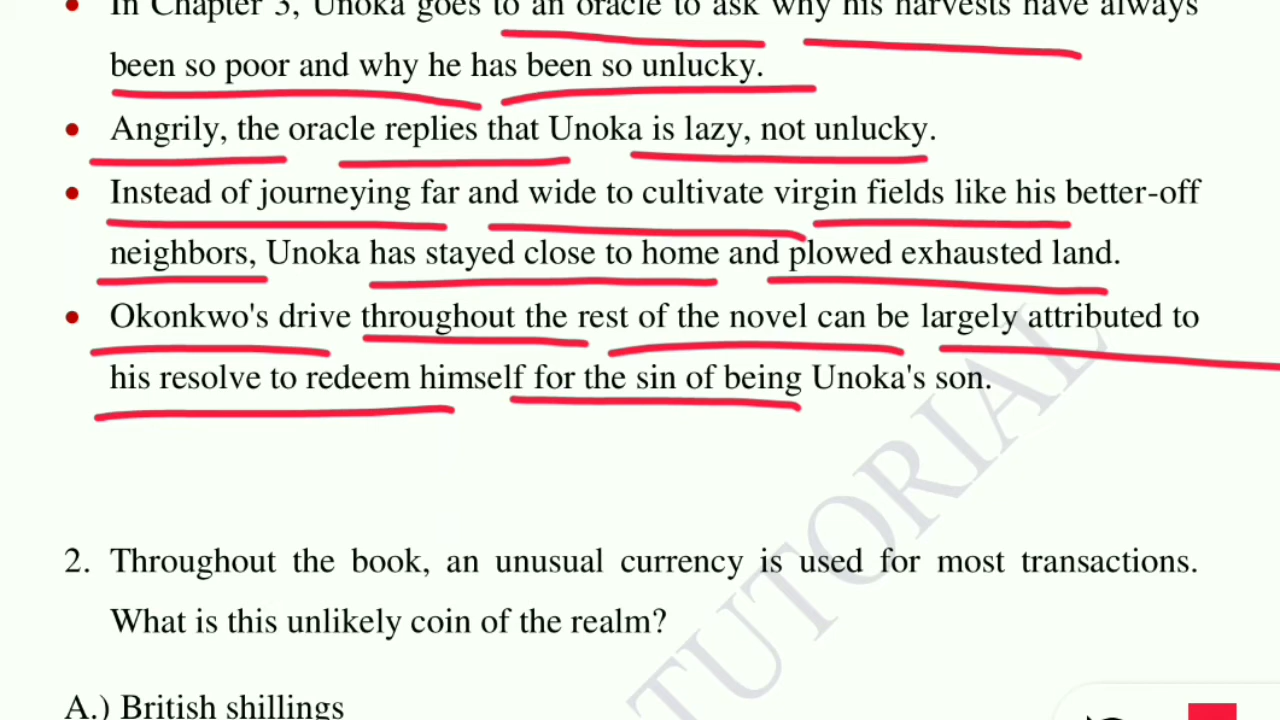 • In Chapter 3, Unoka goes to an oracle to ask why his harvests have always
been so poor and why he has been so unlucky.
• Angrily, the oracle replies that Unoka is lazy, not unlucky.
• Instead of journeying far and wide to cultivate virgin fields like his better-off
neighbors, Unoka has stayed close to home and plowed exhausted land.
• Okonkwo's drive throughout the rest of the novel can be largely attributed to
his resolve to redeem himself for the sin of being Unoka's son.
2. Throughout the book, an unusual currency is used for most transactions.
What is this unlikely coin of the realm?
A.) British shillings
TUTORIAL